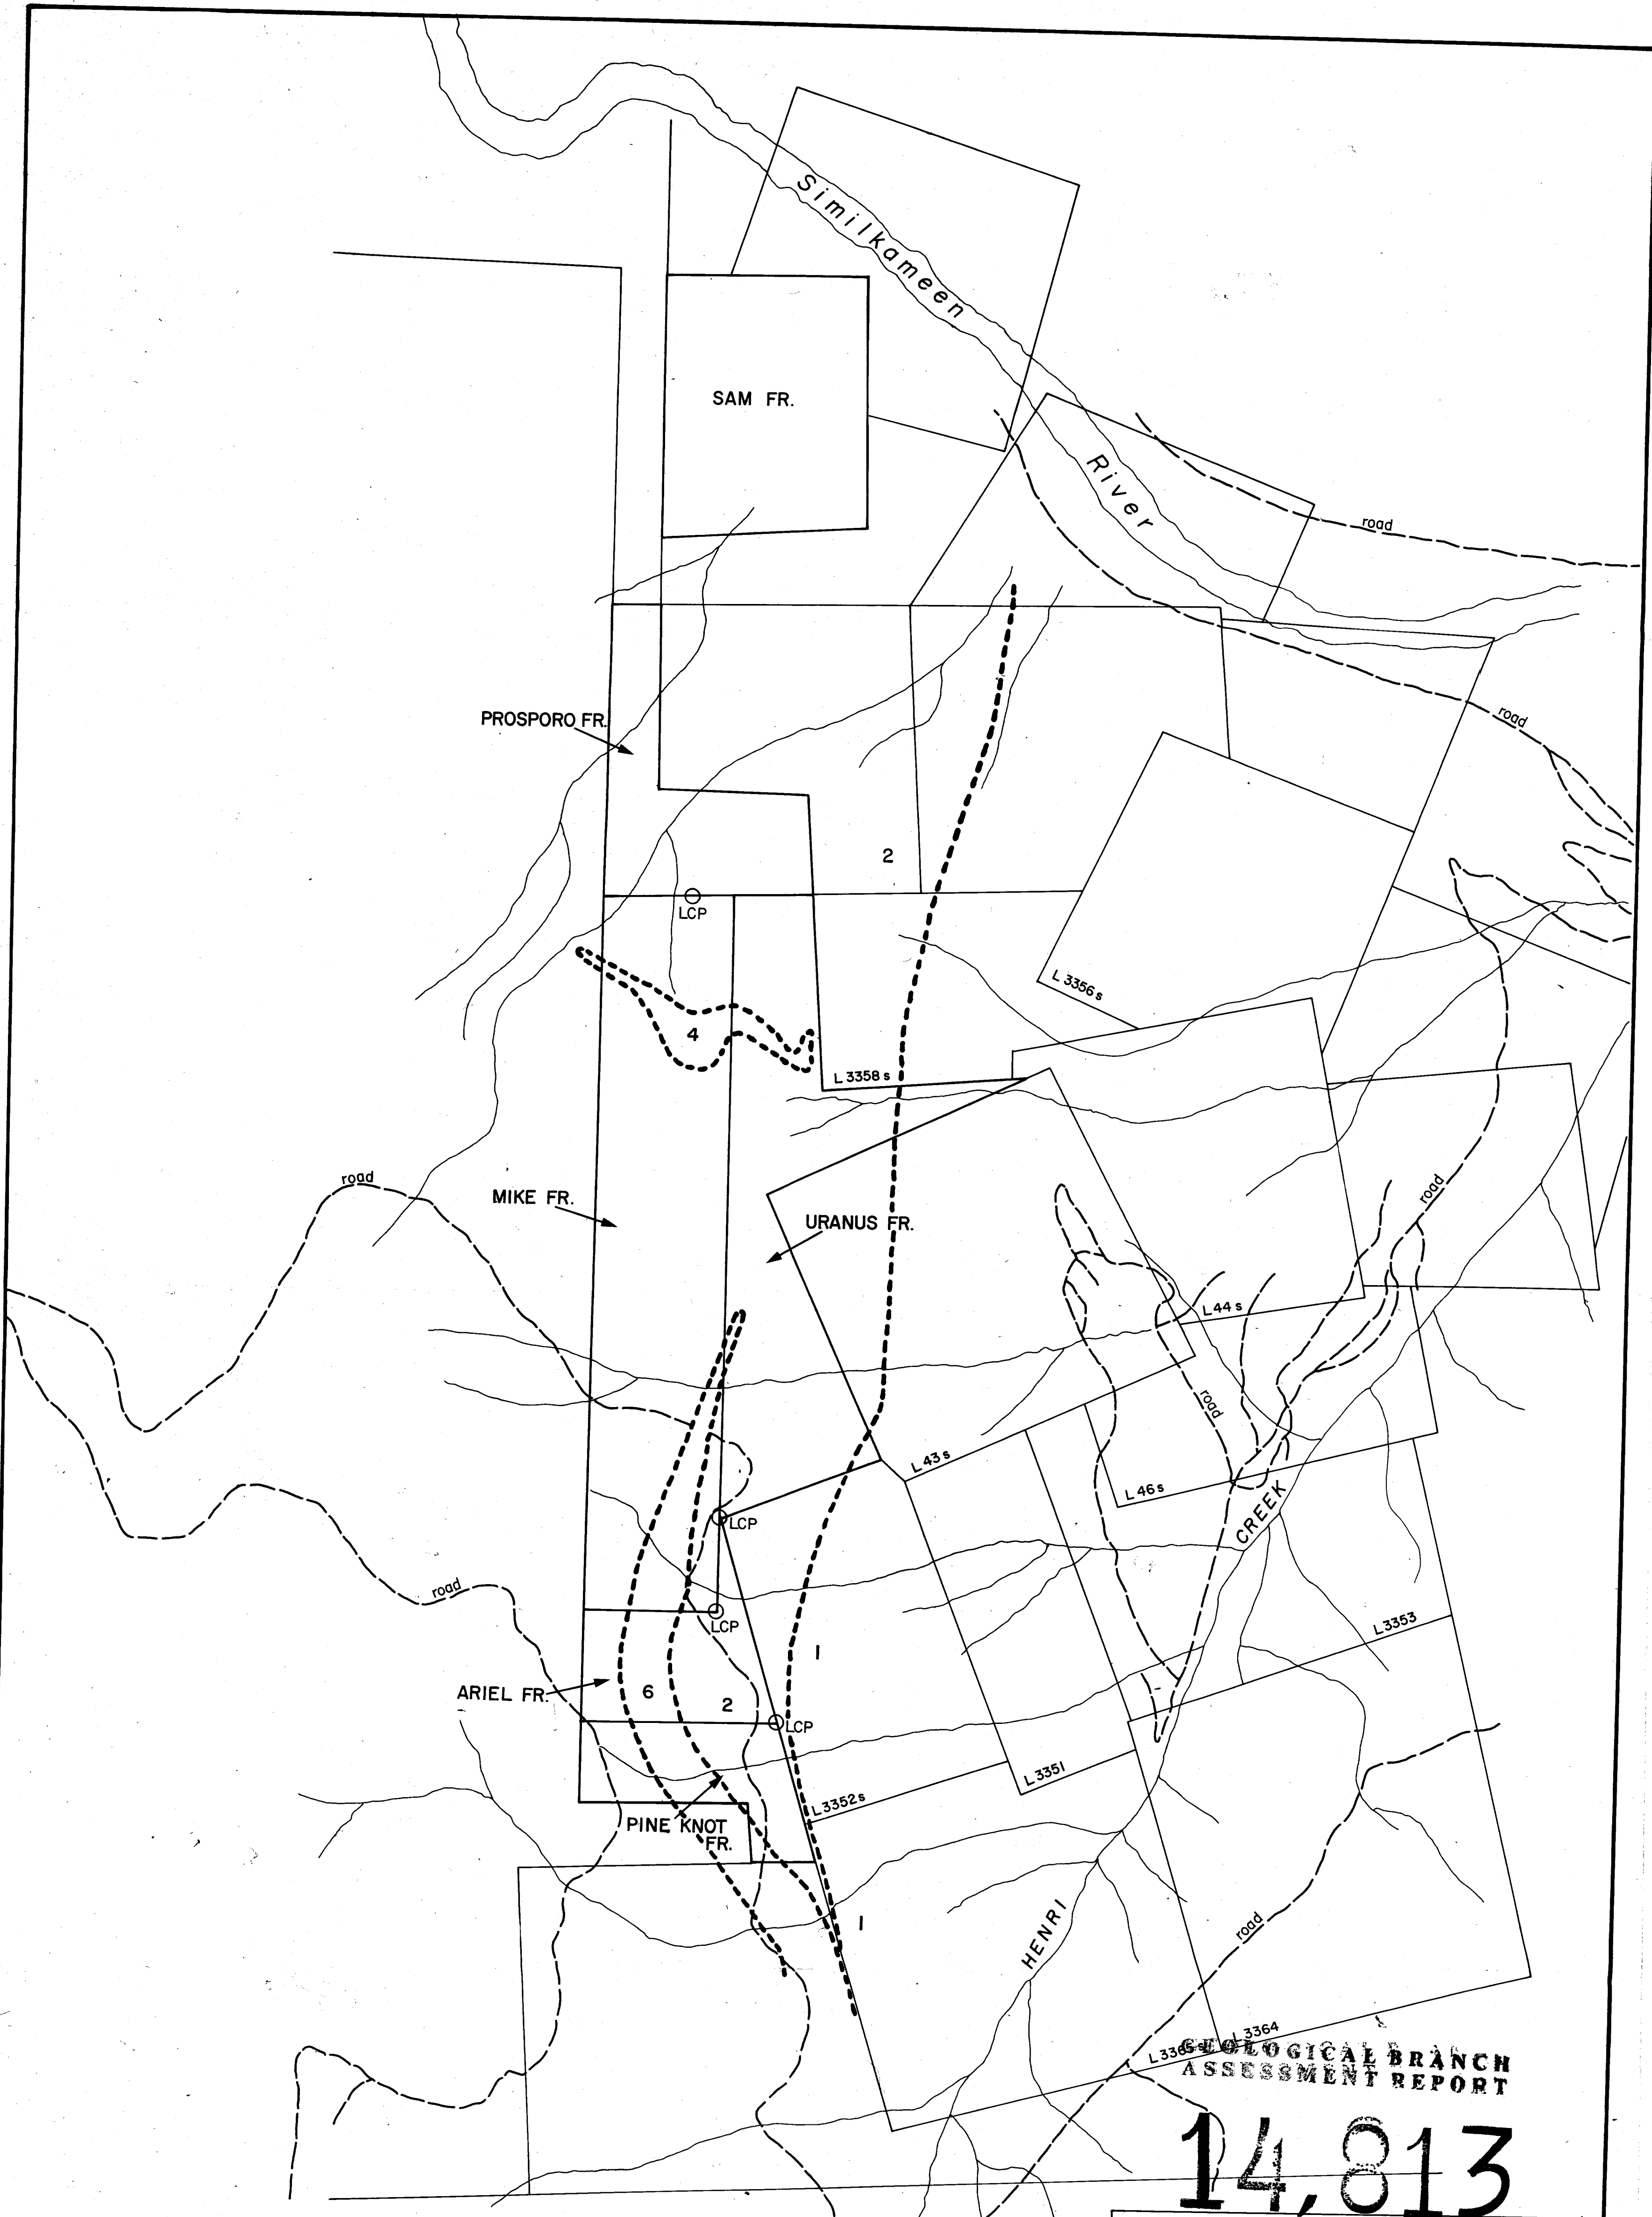 Similkameen
SAM FR.
River
road
PROSPORO FR.
road
2
LCP
L 3356 s
4
L 3358 s
road
MIKE FR.
road
URANUS FR.
L 44 s
road
L 43 s
L 46 s
CREEK
LCP
road
LCP
L 3353
1
ARIEL FR.
6
2
LCP
L 3351
L 3352 s
PINE KNOT
FR.
1
HENRI
road
L 3364
GEOLOGICAL BRANCH
ASSESSMENT REPORT
14,813